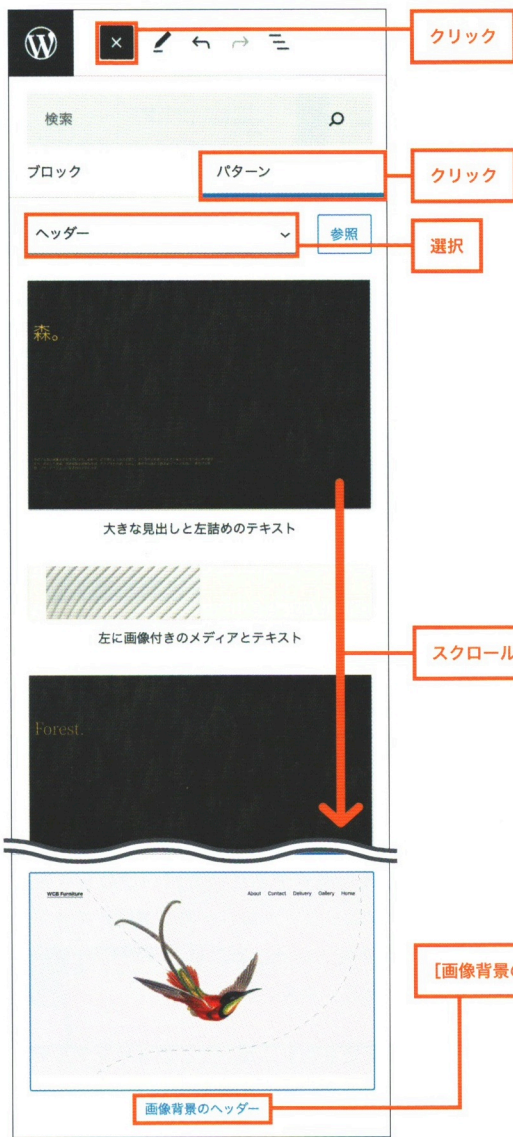 クリック
検索
ブロック
パターン
クリック
ヘッダー
参照
選択
森。
大きな見出しと左詰めのテキスト
左に画像付きのメディアとテキスト
スクロール
Forest.
WCB Furniture
About Contact Delivery Gallery Home
[画像背景の
画像背景のヘッダー